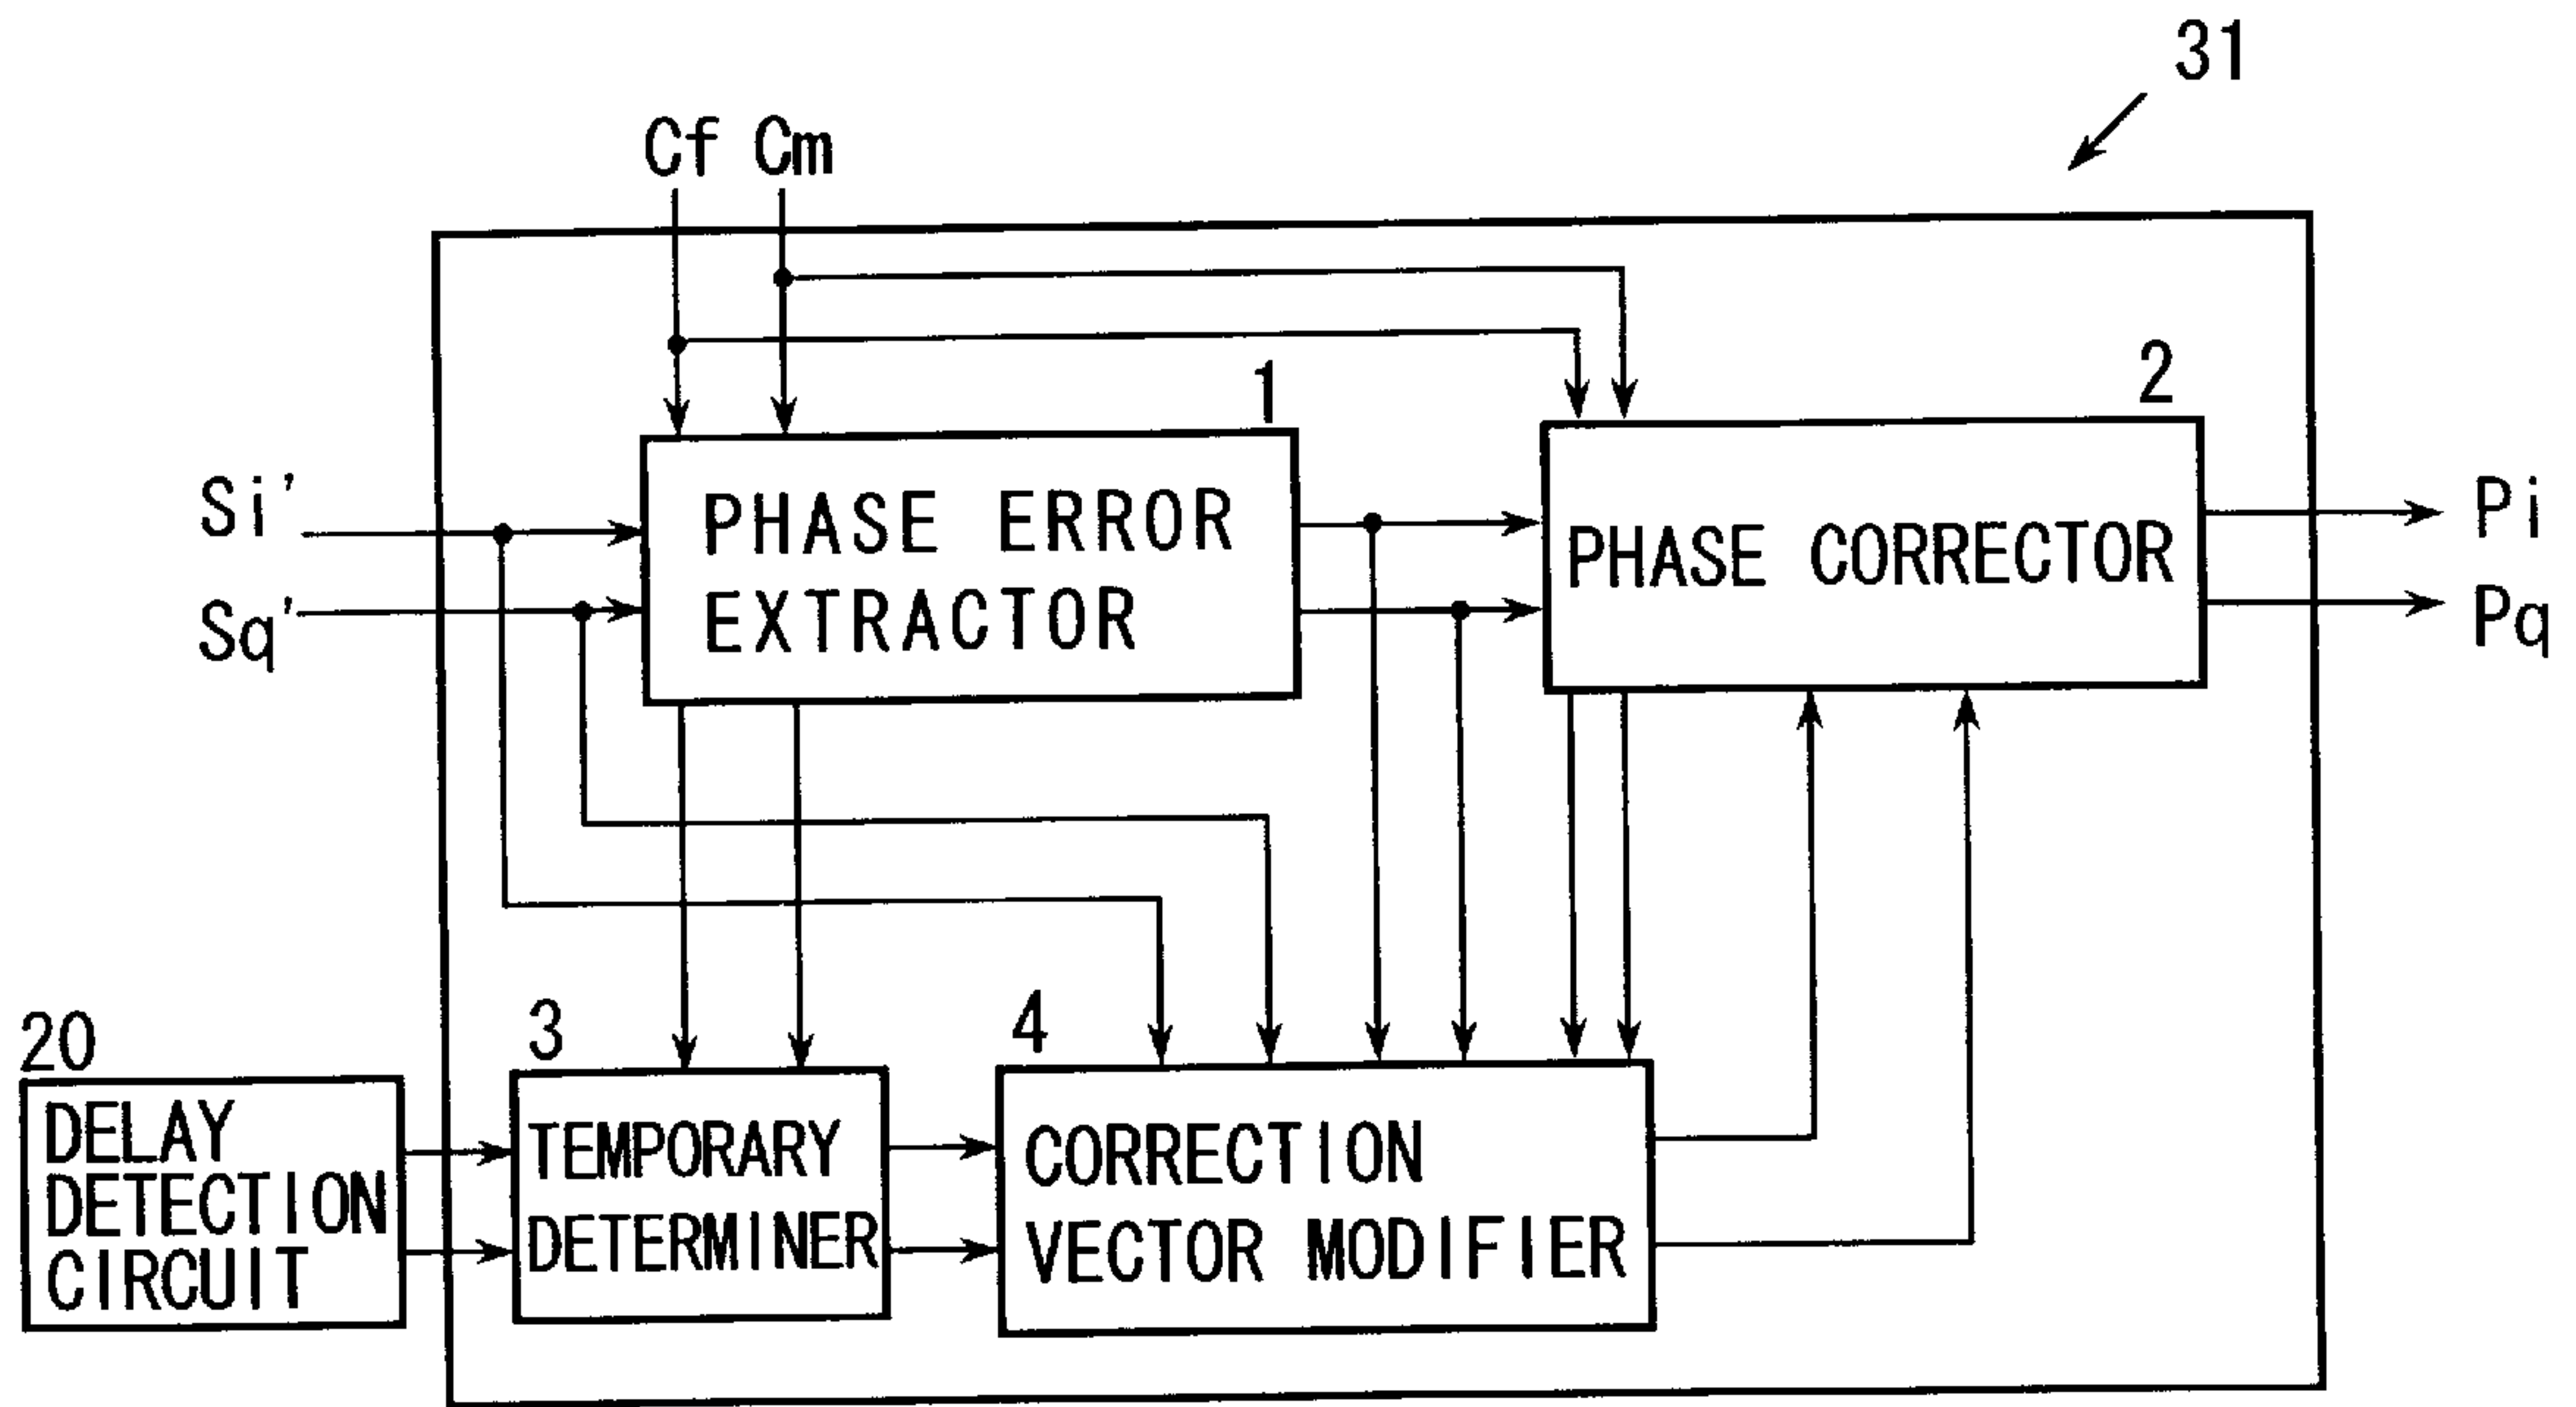 31
Cf Cm
1
2
Si'
Sq'
PHASE ERROR
EXTRACTOR
PHASE CORRECTOR
Pi
Pq
20
3
4
DELAY
DETECTION
CIRCUIT
TEMPORARY
DETERMINER
CORRECTION
VECTOR MODIFIER